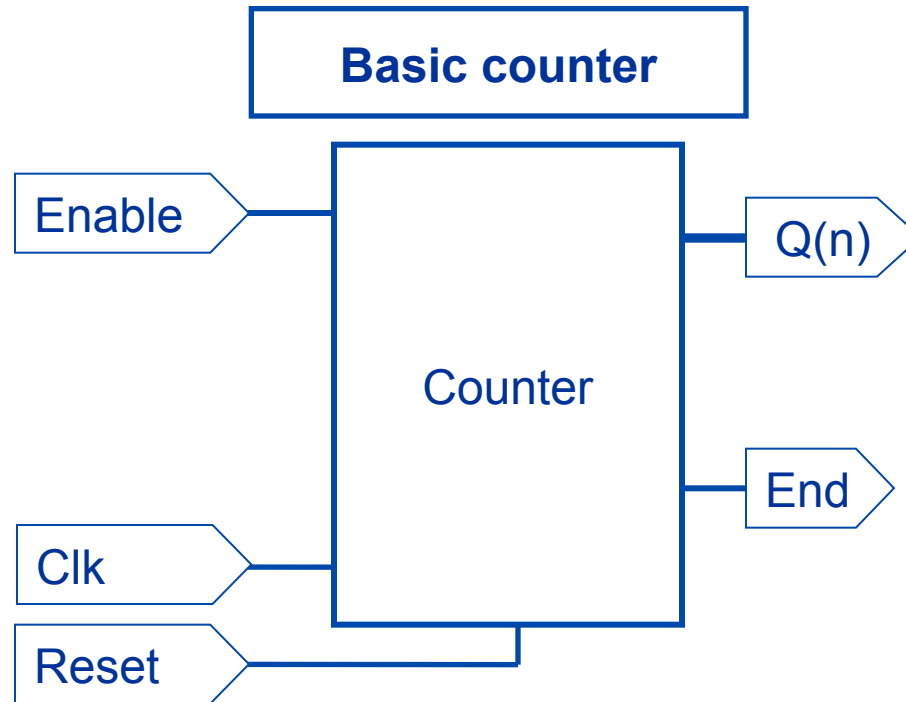 Basic counter
Enable
Q(n)
Counter
End
Clk
Reset